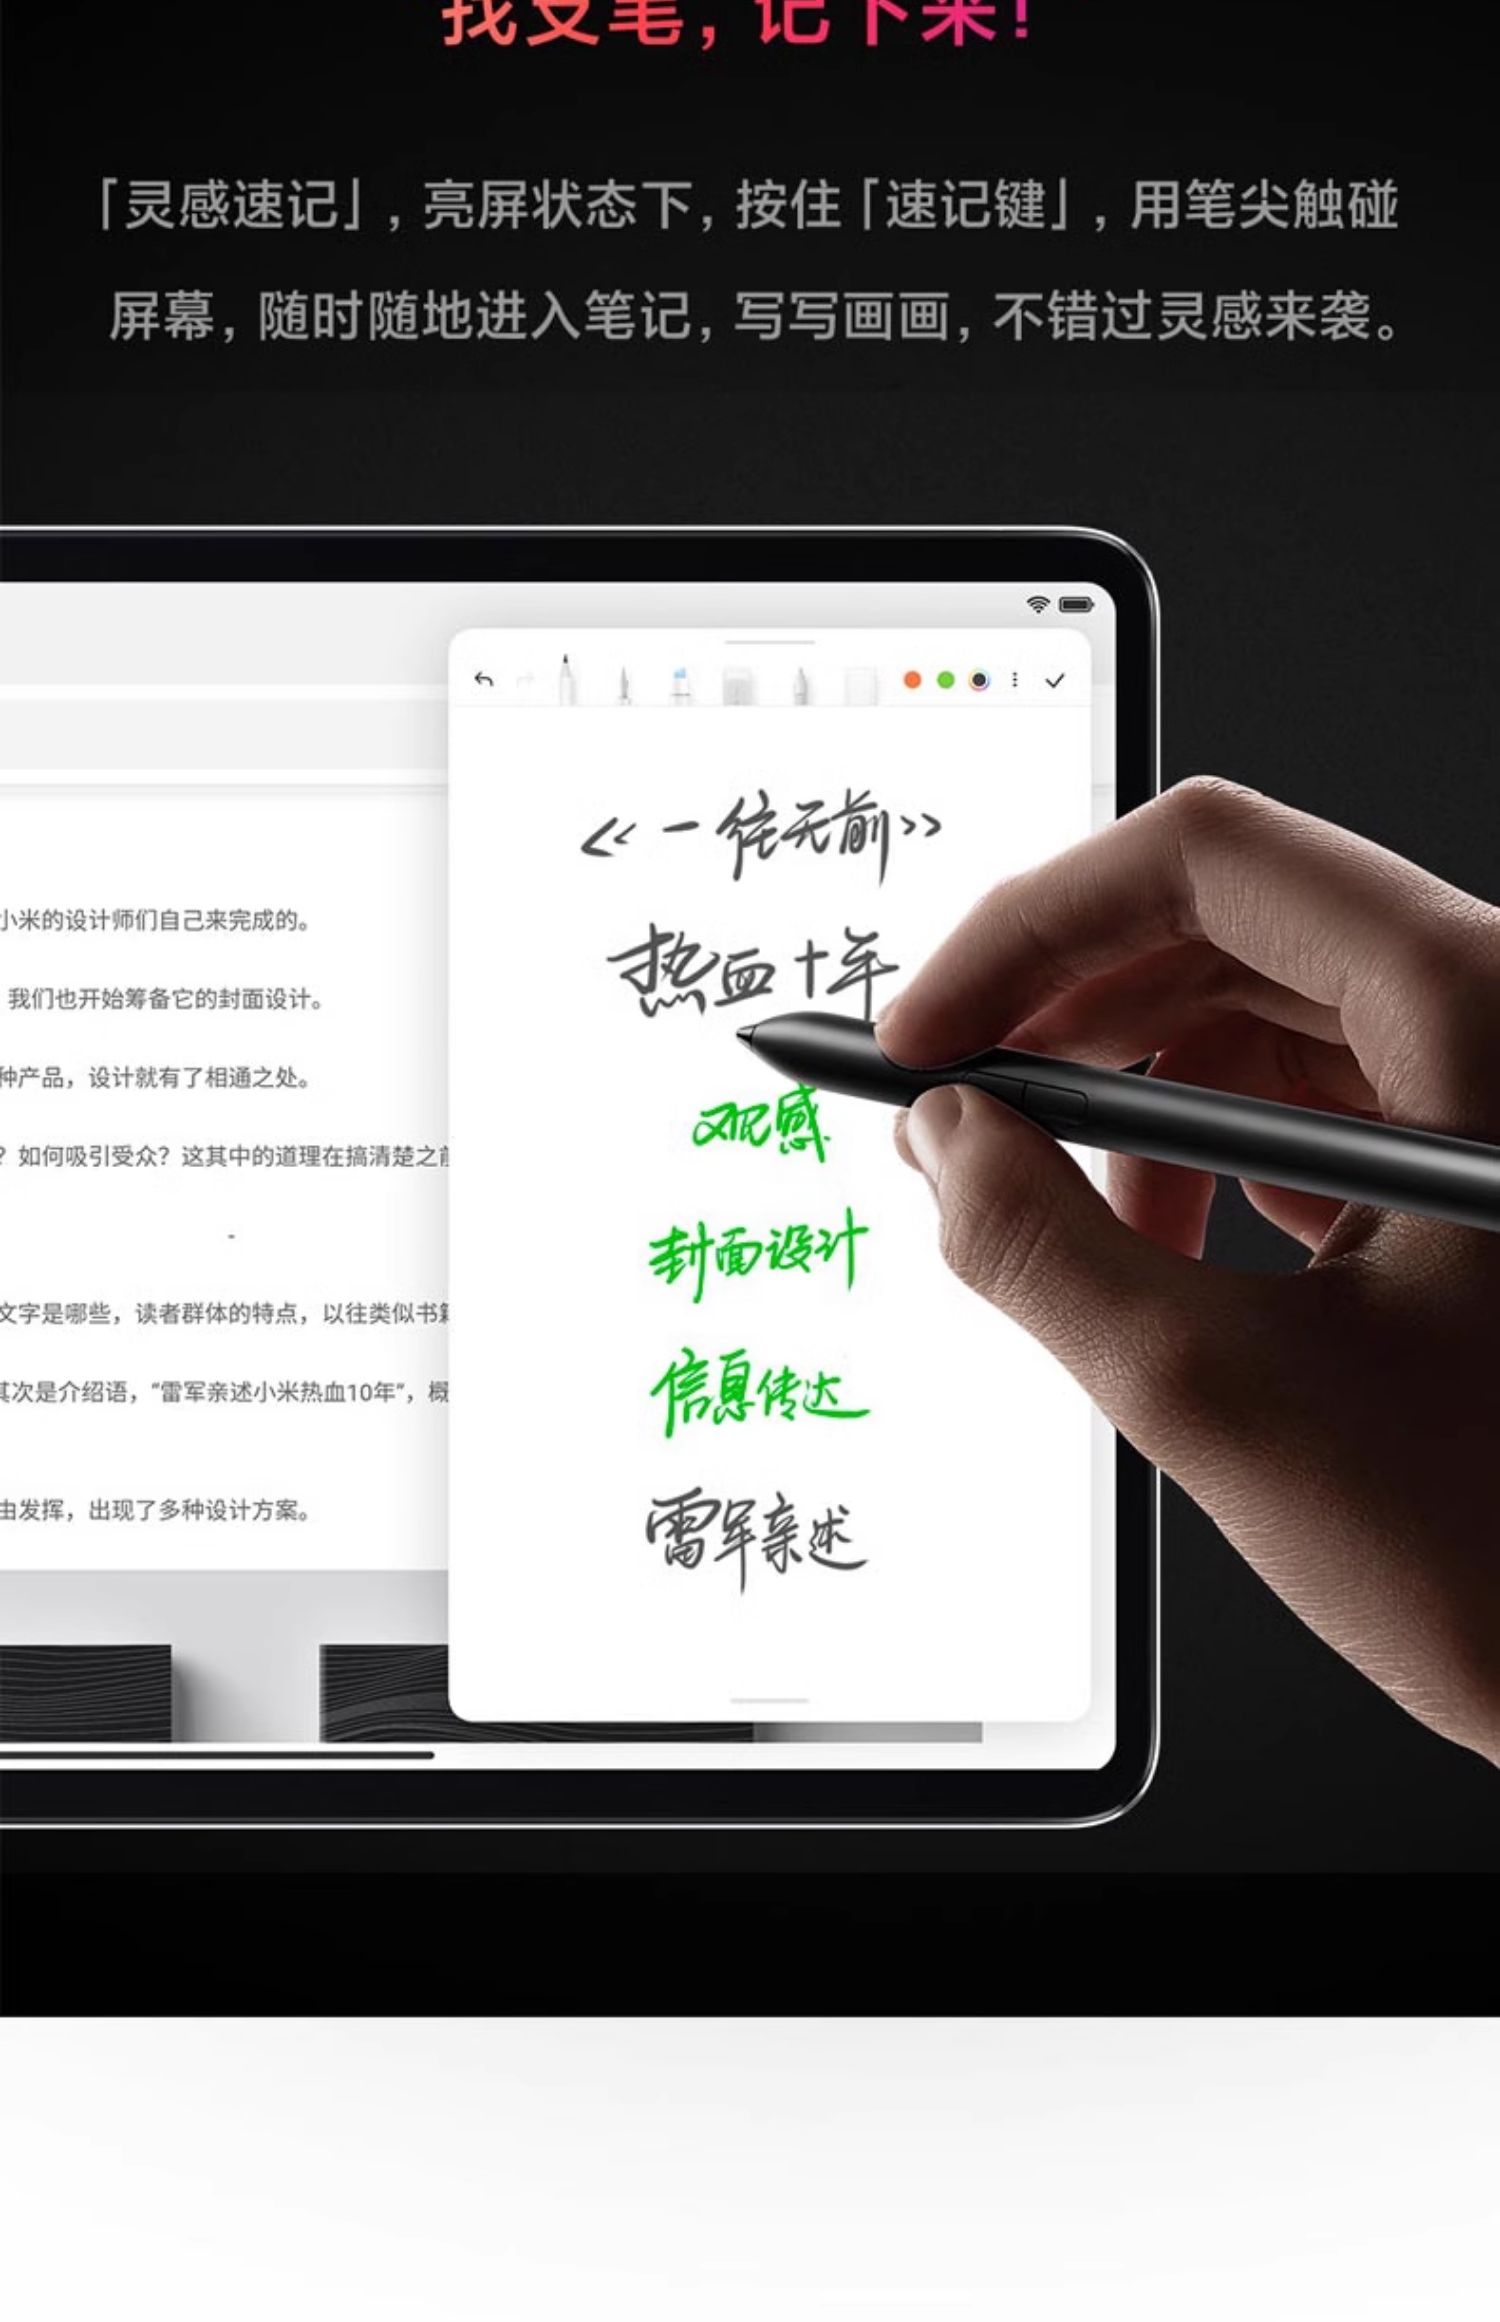 找支笔，记下来！
「灵感速记」，亮屏状态下，按住「速记键」，用笔尖触碰
屏幕，随时随地进入笔记，写写画画，不错过灵感来袭。
小米的设计师们自己来完成的。
我们也开始筹备它的封面设计。
种产品，设计就有了相通之处。
？如何吸引受众？这其中的道理在搞清楚之前
-
文字是哪些，读者群体的特点，以往类似书籍
其次是介绍语，“雷军亲述小米热血10年”，概
由发挥，出现了多种设计方案。
<<一往无前>>
热血十年
观感
封面设计
信息传达
雷军亲述